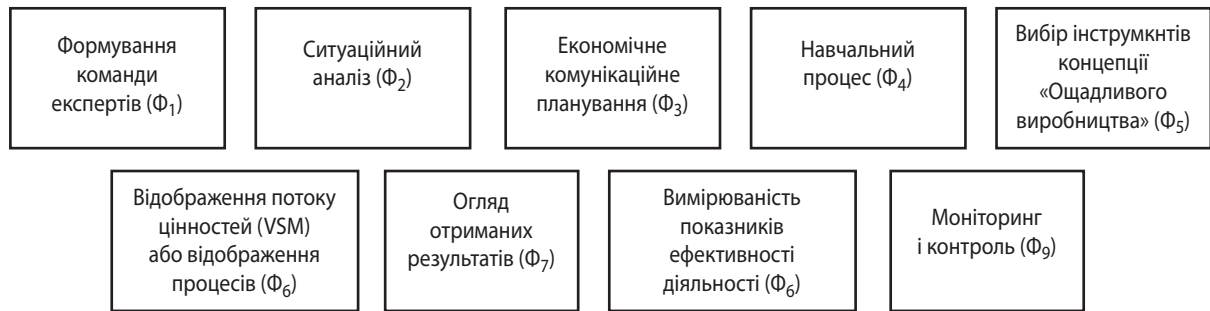 Формування
команди
експертів (Ф₁)
Ситуаційний
аналіз (Ф₂)
Економічне
комунікаційне
планування (Ф₃)
Навчальний
процес (Ф₄)
Вибір інструмкнтів
концепції
«Ощадливого
виробництва» (Ф₅)
Відображення потоку
цінностей (VSM)
або відображення
процесів (Ф₆)
Огляд
отриманих
результатів (Ф₇)
Вимірюваність
показників
ефективності
діяльності (Ф₆)
Моніторинг
і контроль (Ф₉)